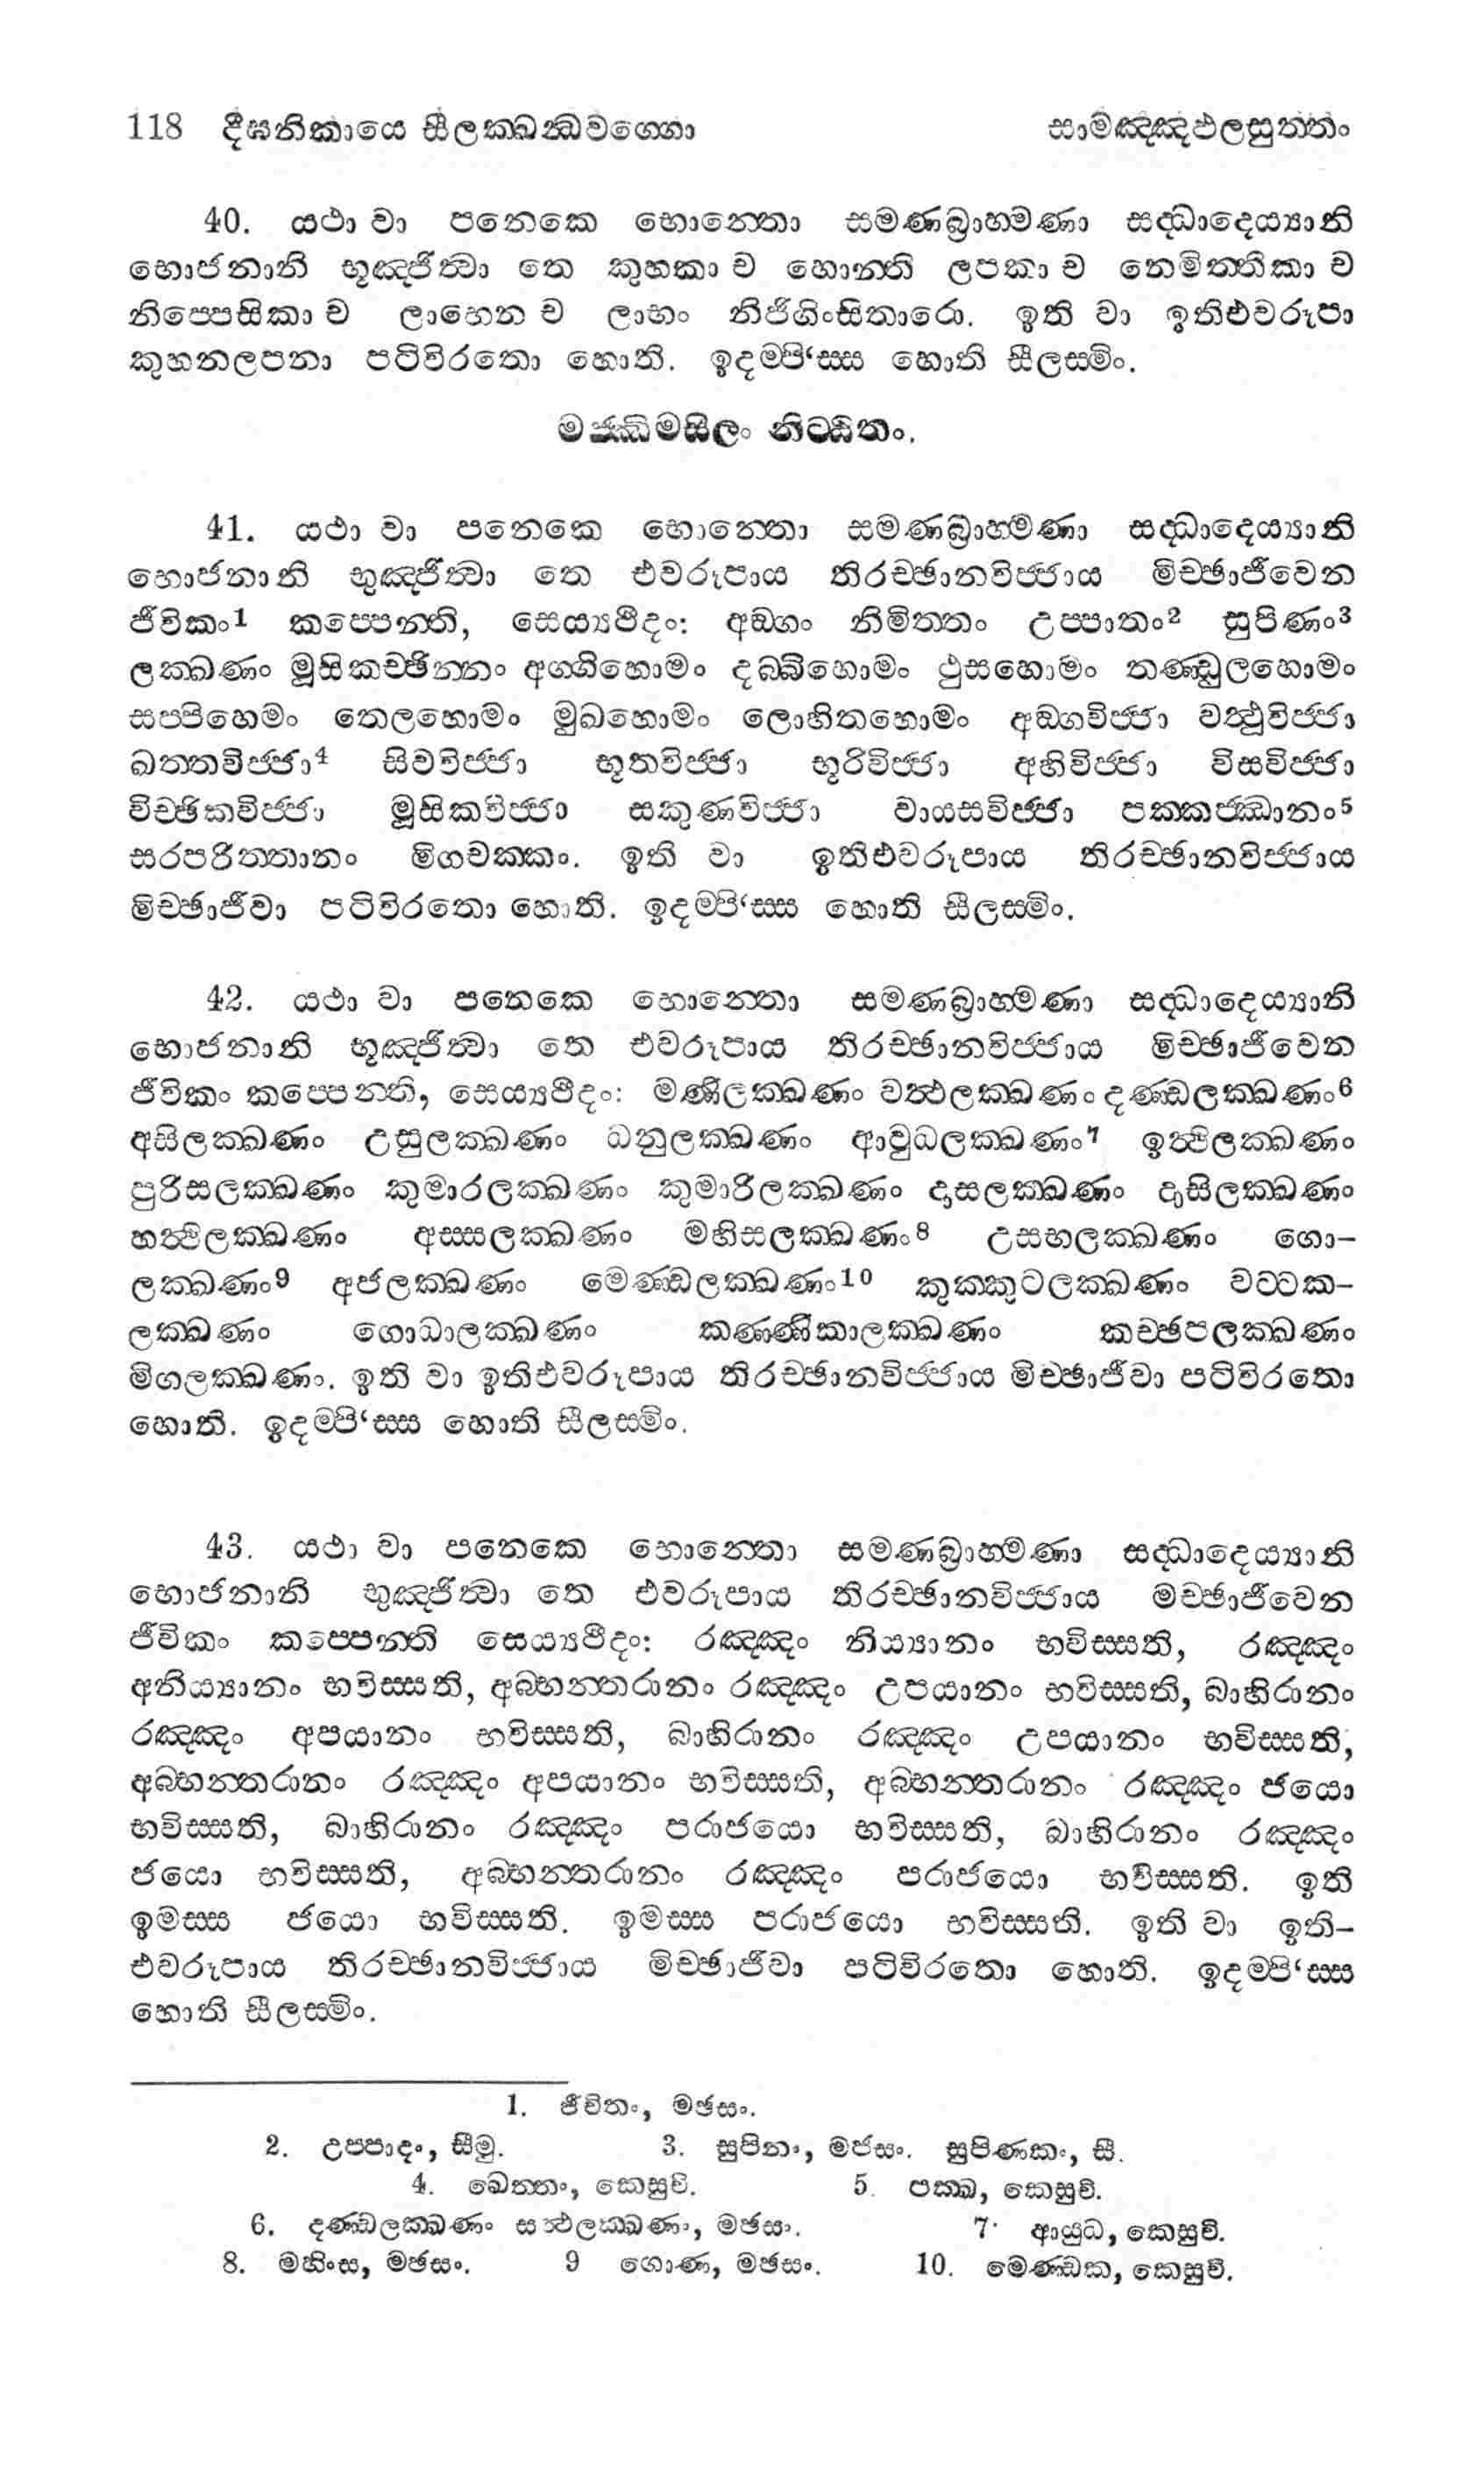 118 දීඝනිකායෙ සීලක්ඛන්ධවග්ගො සාමඤ්ඤඵලසුත්තං
40. යථා වා පනෙකෙ භොන්තො සමණබ්‍රාහ්මණා සද්ධාදෙය්‍යානි
භොජනානි භූඤ්ජිත්‍වා තෙ කුහකා ච හොන්ති ලපකා ච නෙමිත්තිකා ච
නිප්පෙසිකා ච ලාභෙන ච ලාභං නිජිගිංසිතාරො. ඉති වා ඉතිඑවරූපා
කුහනලපනා පටිවිරතො හොති. ඉදම්පි‘ස්ස හොති සීලස්මිං.
මජ්ඣිමසීලං නිට්ඨිතං.
41. යථා වා පනෙකෙ භොන්තො සමණබ්‍රාහ්මණා සද්ධාදෙය්‍යානි
භොජනානි භුඤ්ජිත්‍වා තෙ එවරූපාය තිරච්ඡානවිජ්ජාය මිච්ඡාජීවෙන
ජීවිකං1 කප්පෙන්ති, සෙය්‍යථීදං: අඞ්ගං නිමිත්තං උප්පාතං2 සුපිණං3
ලක්ඛණං මූසිකච්ඡින්නං අග්ගිහොමං දබ්බිහොමං ථුසහොමං තණ්ඩුලහොමං
සප්පිහෙමං තෙලහොමං මුඛහොමං ලොහිතහොමං අඞ්ගවිජ්ජා වත්‍ථුවිජ්ජා
ඛත්තවිජ්ජා4 සිවවිජ්ජා භූතවිජ්ජා භූරිවිජ්ජා අහිවිජ්ජා විසවිජ්ජා
විච්ඡිකවිජ්ජා මූසිකවිජ්ජා සකුණවිජ්ජා වායසවිජ්ජා පක්කජ්ඣානං5
සරපරිත්තානං මිගචක්කං. ඉති වා ඉතිඑවරූපාය තිරච්ඡානවිජ්ජාය
මිච්ඡාජීවා පටිවිරතො හොති. ඉදම්පි‘ස්ස හොති සීලස්මිං.
42. යථා වා පනෙකෙ භොන්තො සමණබ්‍රාහ්මණා සද්ධාදෙය්‍යානි
භොජනානි භූඤ්ජිත්‍වා තෙ එවරූපාය තිරච්ඡානවිජ්ජාය මිච්ඡාජීවෙන
ජීවිකං කප්පෙන්ති, සෙය්‍යථීදං: මණිලක්ඛණං වත්‍ථලක්ඛණං දණ්ඩලක්ඛණං6
අසිලක්ඛණං උසුලක්ඛණං ධනුලක්ඛණං ආවුධලක්ඛණං7 ඉත්‍ථිලක්ඛණං
පුරිසලක්ඛණං කුමාරලක්ඛණං කුමාරිලක්ඛණං දාසලක්ඛණං දාසිලක්ඛණං
හත්‍ථිලක්ඛණං අස්සලක්ඛණං මහිසලක්ඛණං8 උසභලක්ඛණං ගො-
ලක්ඛණං9 අජලක්ඛණං මෙණ්ඩලක්ඛණං10 කුක්කුටලක්ඛණං වට්ටක-
ලක්ඛණං ගොධාලක්ඛණං කණ්ණිකාලක්ඛණං කච්ඡපලක්ඛණං
මිගලක්ඛණං. ඉති වා ඉතිඑවරූපාය තිරච්ඡානවිජ්ජාය මිච්ඡාජීවා පටිවිරතො
හොති. ඉදම්පි‘ස්ස හොති සීලස්මිං.
43. යථා වා පනෙකෙ භොන්තො සමණබ්‍රාහ්මණා සද්ධාදෙය්‍යානි
භොජනානි භුඤ්ජිත්‍වා තෙ එවරූපාය තිරච්ඡානවිජ්ජාය මච්ඡාජීවෙන
ජීවිකං කප්පෙන්ති සෙය්‍යථීදං: රඤ්ඤං නිය්‍යානං භවිස්සති, රඤ්ඤං
අනිය්‍යානං භවිස්සති, අබ්භන්තරානං රඤ්ඤං උපයානං භවිස්සති, බාහිරානං
රඤ්ඤං අපයානං භවිස්සති, බාහිරානං රඤ්ඤං උපයානං භවිස්සති,
අබ්භන්තරානං රඤ්ඤං අපයානං භවිස්සති, අබ්භන්තරානං රඤ්ඤං ජයො
භවිස්සති, බාහිරානං රඤ්ඤං පරාජයො භවිස්සති, බාහිරානං රඤ්ඤං
ජයො භවිස්සති, අබ්භන්තරානං රඤ්ඤං පරාජයො භවිස්සති. ඉති
ඉමස්ස ජයො භවිස්සති. ඉමස්ස පරාජයො භවිස්සති. ඉති වා ඉති-
එවරූපාය තිරච්ඡානවිජ්ජාය මිච්ඡාජීවා පටිවිරතො හොති. ඉදම්පි‘ස්ස
හොති සීලස්මිං.
1. ජීවිතං, මඡසං.
2. උප්පාදං, සීමු. 3. සුපිනං, මජසං. සුපිණකං, සී.
4. ඛෙත්තං, කෙසුචි. 5. පක්ඛ, කෙසුචි.
6. දණ්ඩලක්ඛණං සත්‍ථලක්ඛණං, මඡසං. 7. ආයුධ, කෙසුචි.
8. මහිංස, මඡසං. 9 ගොණ, මඡසං. 10. මෙණ්ඩක, කෙසුචි.